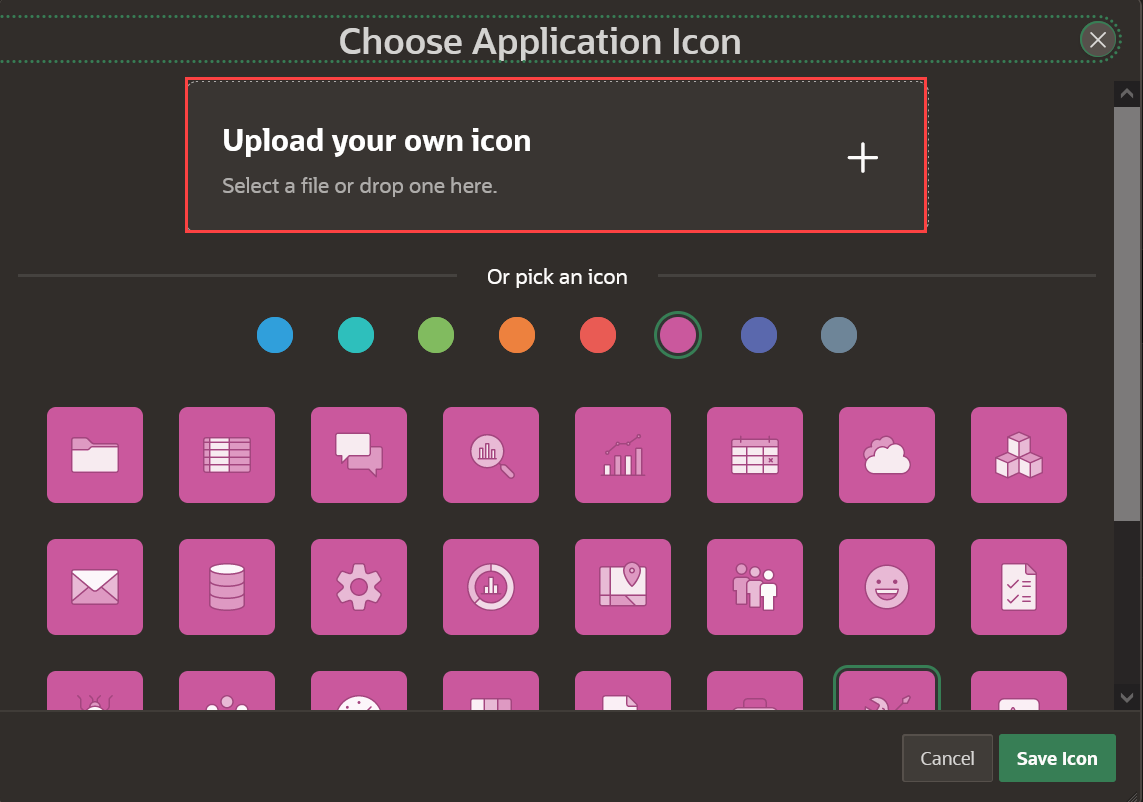 Choose Application Icon
Upload your own icon
Select a file or drop one here.
Or pick an icon
Cancel
Save Icon